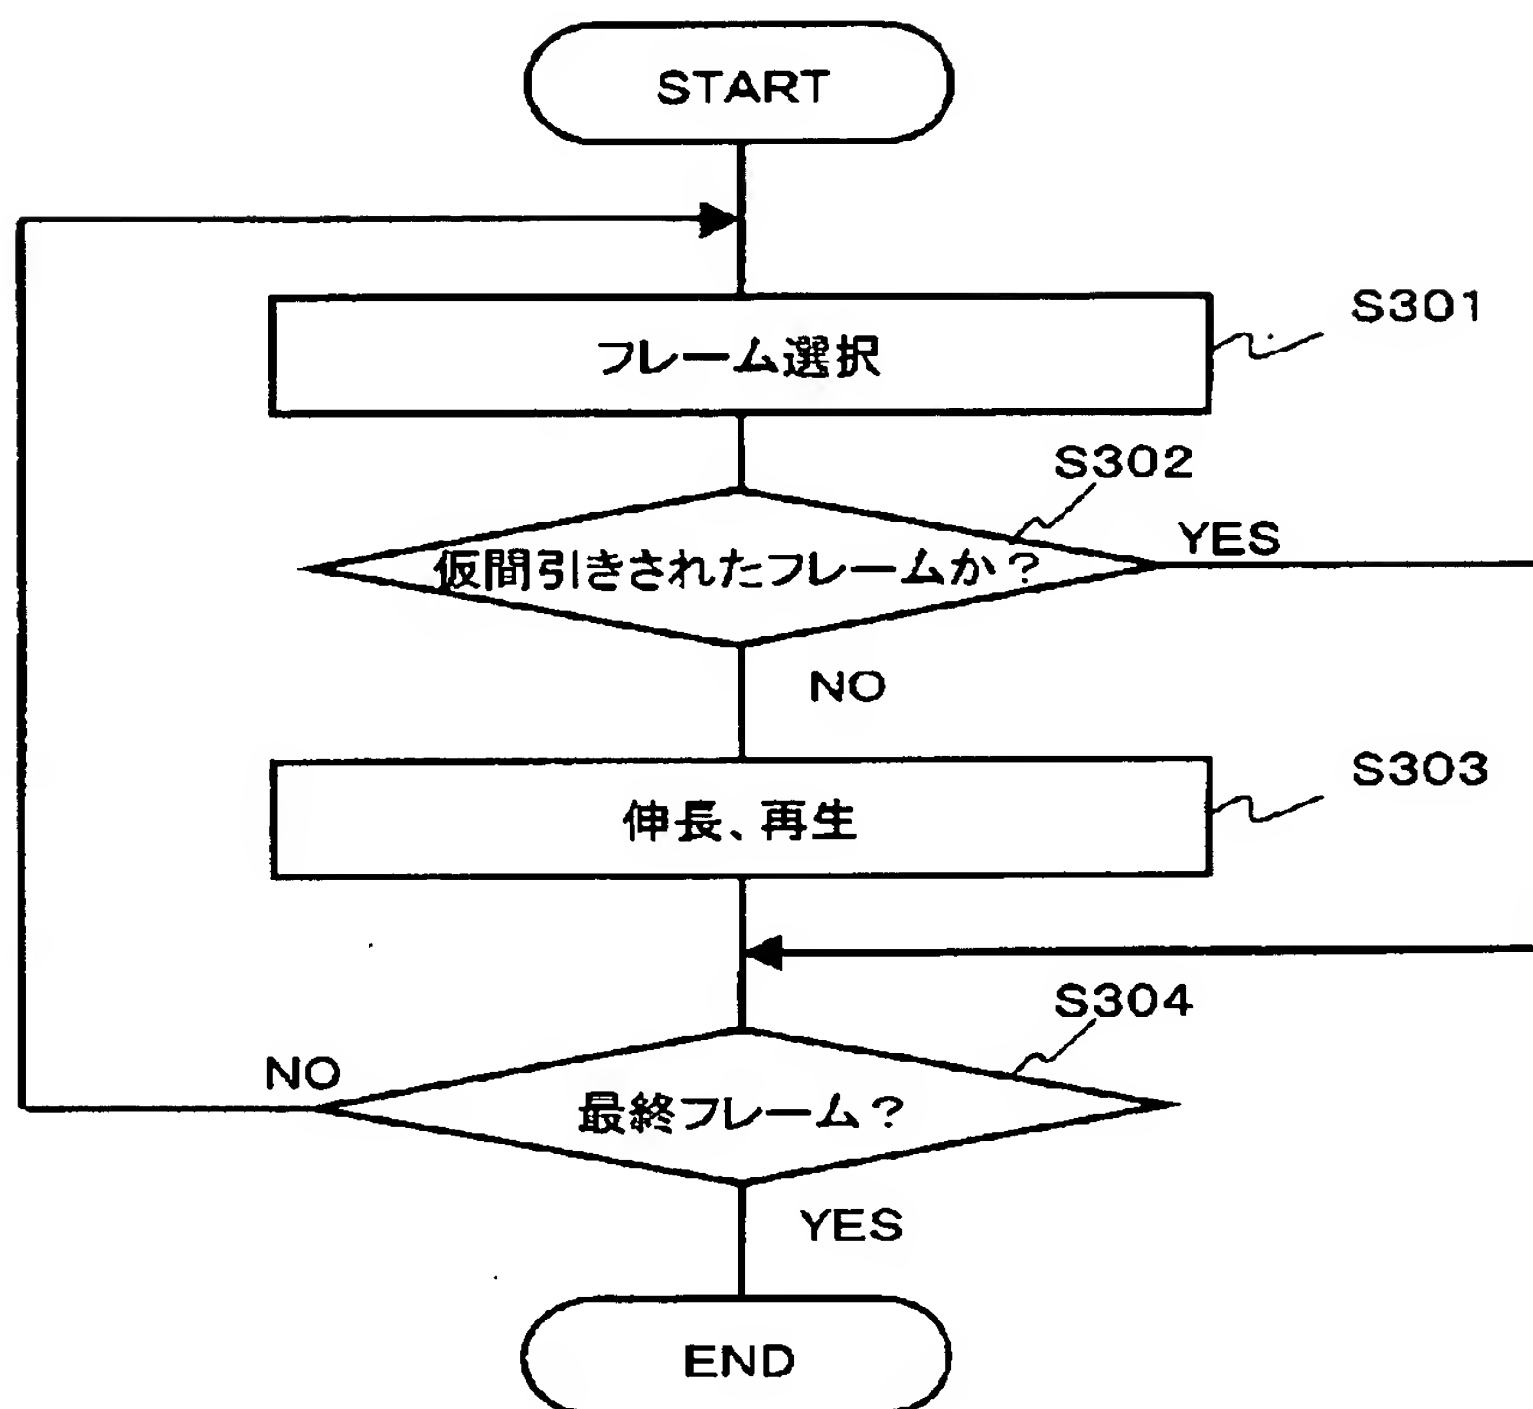 START
フレーム選択
S301
S302
仮間引きされたフレームか？
YES
NO
伸長、再生
S303
S304
最終フレーム？
NO
YES
END